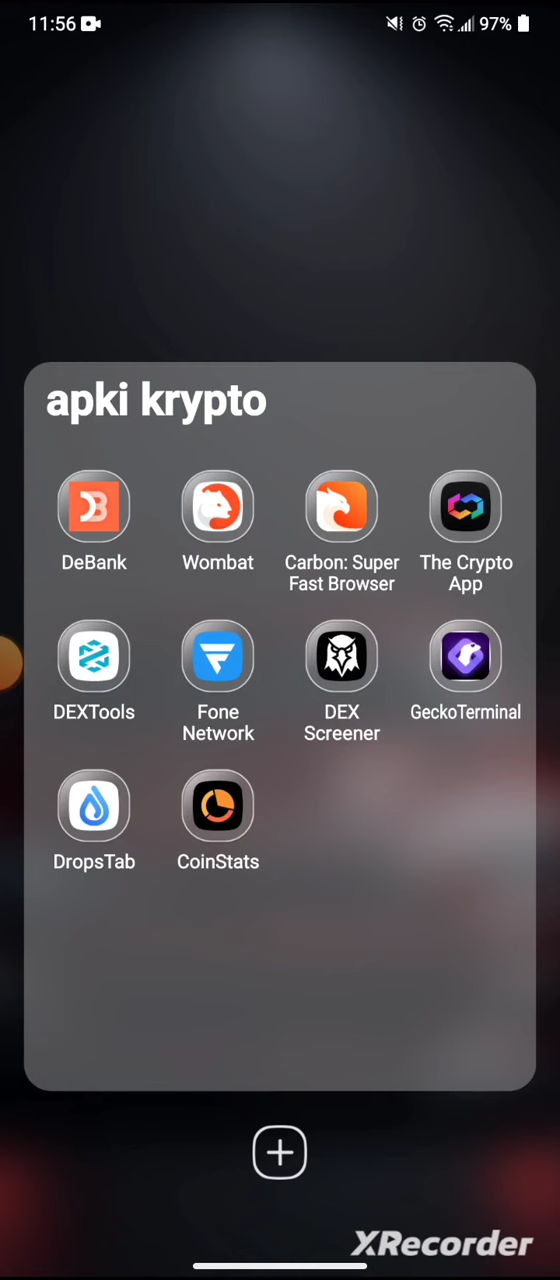 11:56
97%
apki krypto
DeBank
Wombat
Carbon: Super
Fast Browser
The Crypto
App
DEXTools
Fone
Network
DEX
Screener
GeckoTerminal
DropsTab
CoinStats
XRecorder